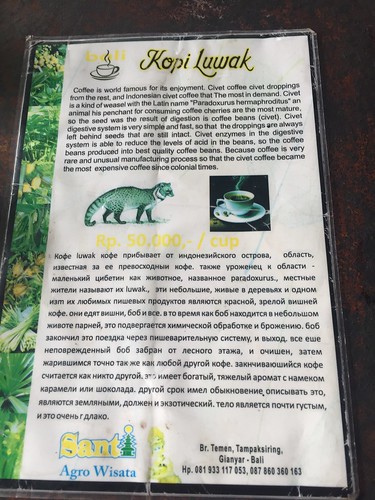 bali
Kopi Luwak
Coffee is world famous for its enjoyment. Civet coffee civet droppings
from the rest, and Indonesian civet coffee that The most in demand. Civet
is a kind of weasel with the Latin name "Paradoxurus hermaphroditus" an
animal his penchant for consuming coffee cherries are the most mature.
so the seed was the result of digestion is coffee beans (civet). Civet
digestive system is very simple and fast, so that the droppings are always
left behind seeds that are still intact. Civet enzymes in the digestive
system is able to reduce the levels of acid in the beans, so the coffee
beans produced into best quality coffee beans. Because coffee is very
rare and unusual manufacturing process so that the civet coffee became
the most expensive coffee since colonial times.
Rp. 50.000,- / cup
Кофе luwak кофе прибывает от индонезийского острова, область,
известная за ее превосходныи кофе. также уроженец к области -
маленький цибетин как животное, названное paradoxurus., местные
жители называют их luwak., эти небольшие, живые в деревьях и одном
изm их любимых пищевых продуктов являются красной, зрелой вишней
кофе. они едят вишни, боб и все. в то время как боб находится в небольшом
животе парней, это подвергается химической обработке и брожению. боб
закончил это поездка через пищеварительную систему, и выход. все еше
неповрежденный боб забран от лесного этажа, и очишен, затем
жарившимся точно так же как любой другой кофе. закнчивающийся кофе
считается как никто другой. это имеет богатый, тяжелый аромат с намеком
карамели или шоколада. другой срок имел обыкновение описывать это,
являются земляными, должен и экзотический. тело является почти густым,
и это очень г длако.
Santi
Agro Wisata
Br. Temen, Tampaksiring,
Gianyar - Bali
Hp. 081 933 117 053, 087 860 360 163